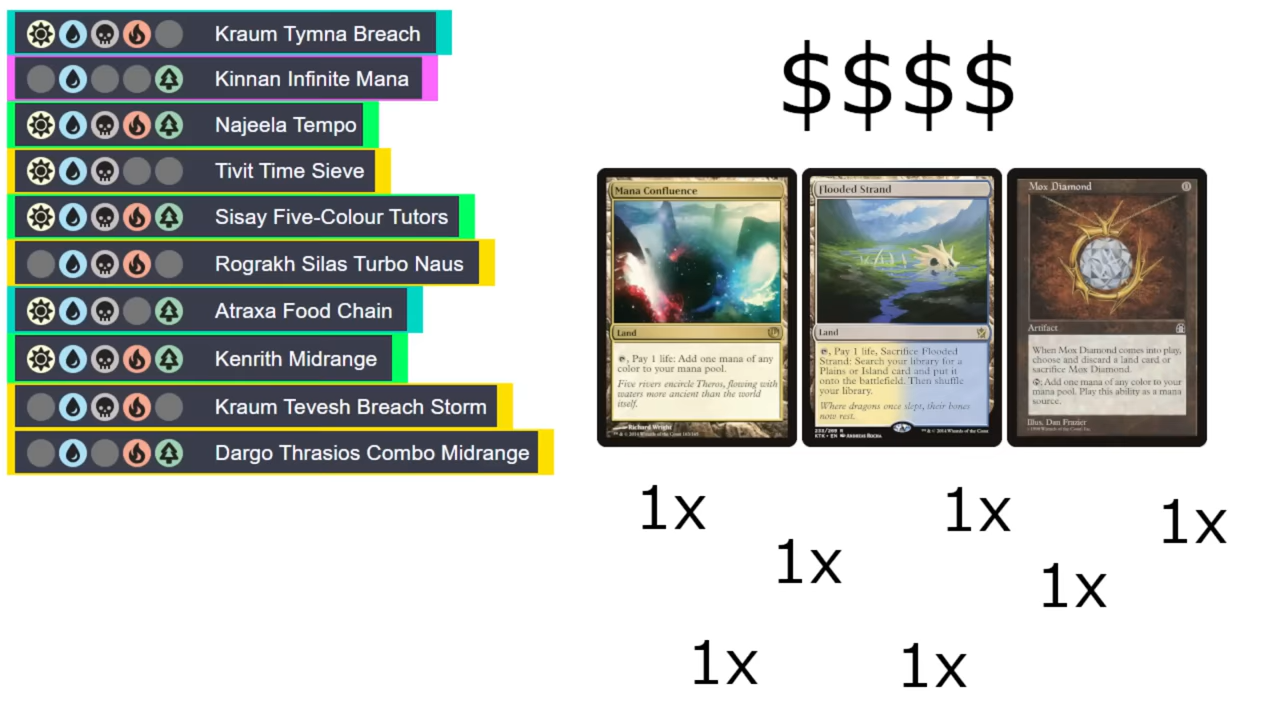 Kraum Tymna Breach
Kinnan Infinite Mana
Najeela Tempo
Tivit Time Sieve
Sisay Five-Colour Tutors
Rograkh Silas Turbo Naus
Atraxa Food Chain
Kenrith Midrange
Kraum Tevesh Breach Storm
Dargo Thrasios Combo Midrange
$$$$
Mana Confluence
Land
, Pay 1 life: Add one mana of any
color to your mana pool.
Five rivers encircle Theros, flowing with
waters more ancient than the world
itself.
Richard Wright
Flooded Strand
Land
, Pay 1 life, Sacrifice Flooded
Strand: Search your library for a
Plains or Island card and put it
onto the battlefield. Then shuffle
your library.
Where dragons once slept, their bones
now rest.
Mox Diamond
0
Artifact
When Mox Diamond comes into play,
choose and discard a land card or
sacrifice Mox Diamond.
: Add one mana of any color to your
mana pool. Play this ability as a mana
source.
Illus. Dan Frazier
1x
1x
1x
1x
1x
1x
1x